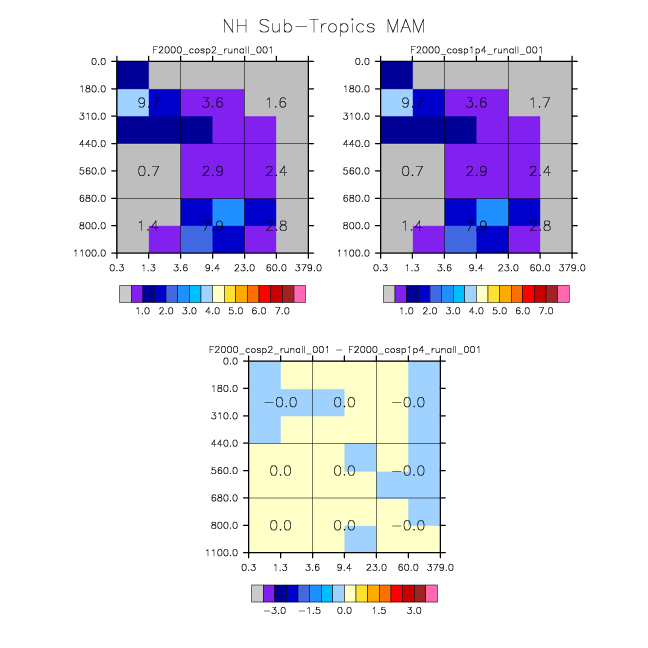 NH Sub-Tropics MAM
F2000_cosp2_runall_001
F2000_cosp1p4_runall_001
0.0
180.0
310.0
440.0
560.0
680.0
800.0
1100.0
9.7 3.6 1.6
0.7 2.9 2.4
1.4 7.9 2.8
0.3 1.3 3.6 9.4 23.0 60.0 379.0
1.0 2.0 3.0 4.0 5.0 6.0 7.0
0.0
180.0
310.0
440.0
560.0
680.0
800.0
1100.0
9.7 3.6 1.7
0.7 2.9 2.4
1.4 7.9 2.8
0.3 1.3 3.6 9.4 23.0 60.0 379.0
1.0 2.0 3.0 4.0 5.0 6.0 7.0
F2000_cosp2_runall_001 - F2000_cosp1p4_runall_001
0.0
180.0
310.0
440.0
560.0
680.0
800.0
1100.0
-0.0 0.0 -0.0
0.0 0.0 -0.0
0.0 0.0 -0.0
0.3 1.3 3.6 9.4 23.0 60.0 379.0
-3.0 -1.5 0.0 1.5 3.0